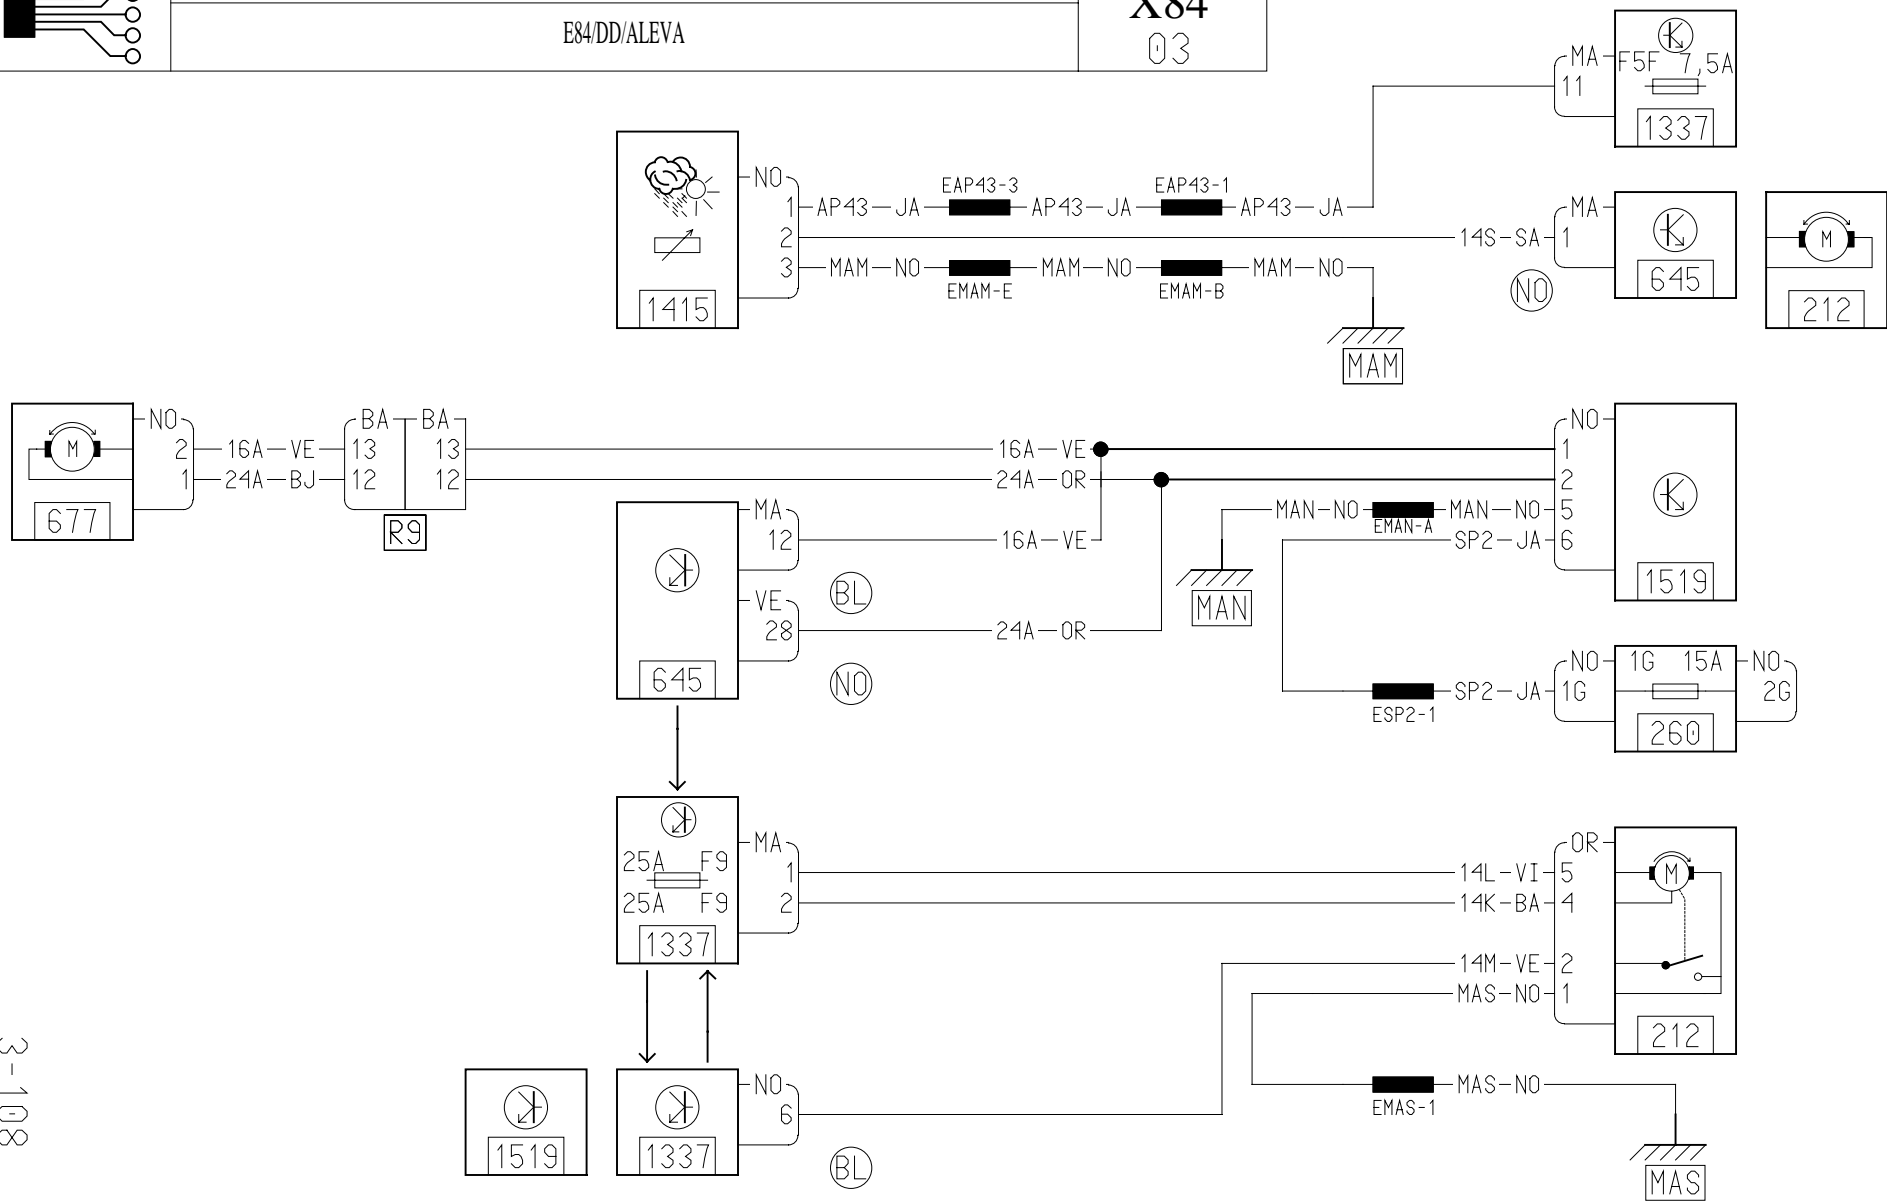 X84
E84/DD/ALEVA
03
MA
F5F 7,5A
11
1337
NO
EAP43-3
EAP43-1
1 AP43-JA AP43-JA AP43-JA
MA
2
14S-SA 1
M
3 MAM-NO MAM-NO MAM-NO
645
EMAM-E
EMAM-B
NO
1415
212
MAM
NO
BA BA
NO
M
2 16A-VE 13 13 16A-VE 1
1 24A-BJ 12 12 24A-OR 2
677
R9
MA
MAN-NO MAN-NO 5
EMAN-A
12 16A-VE
SP2-JA 6
BL
1519
VE
MAN
28 24A-OR
645
NO
NO 1G 15A NO
SP2-JA 1G 2G
ESP2-1
260
MA
OR
25A F9
1 14L-VI 5
M
25A F9
2 14K-BA 4
1337
14M-VE 2
MAS-NO 1
212
NO
MAS-NO
EMAS-1
6
1519
1337
BL
MAS
3-108